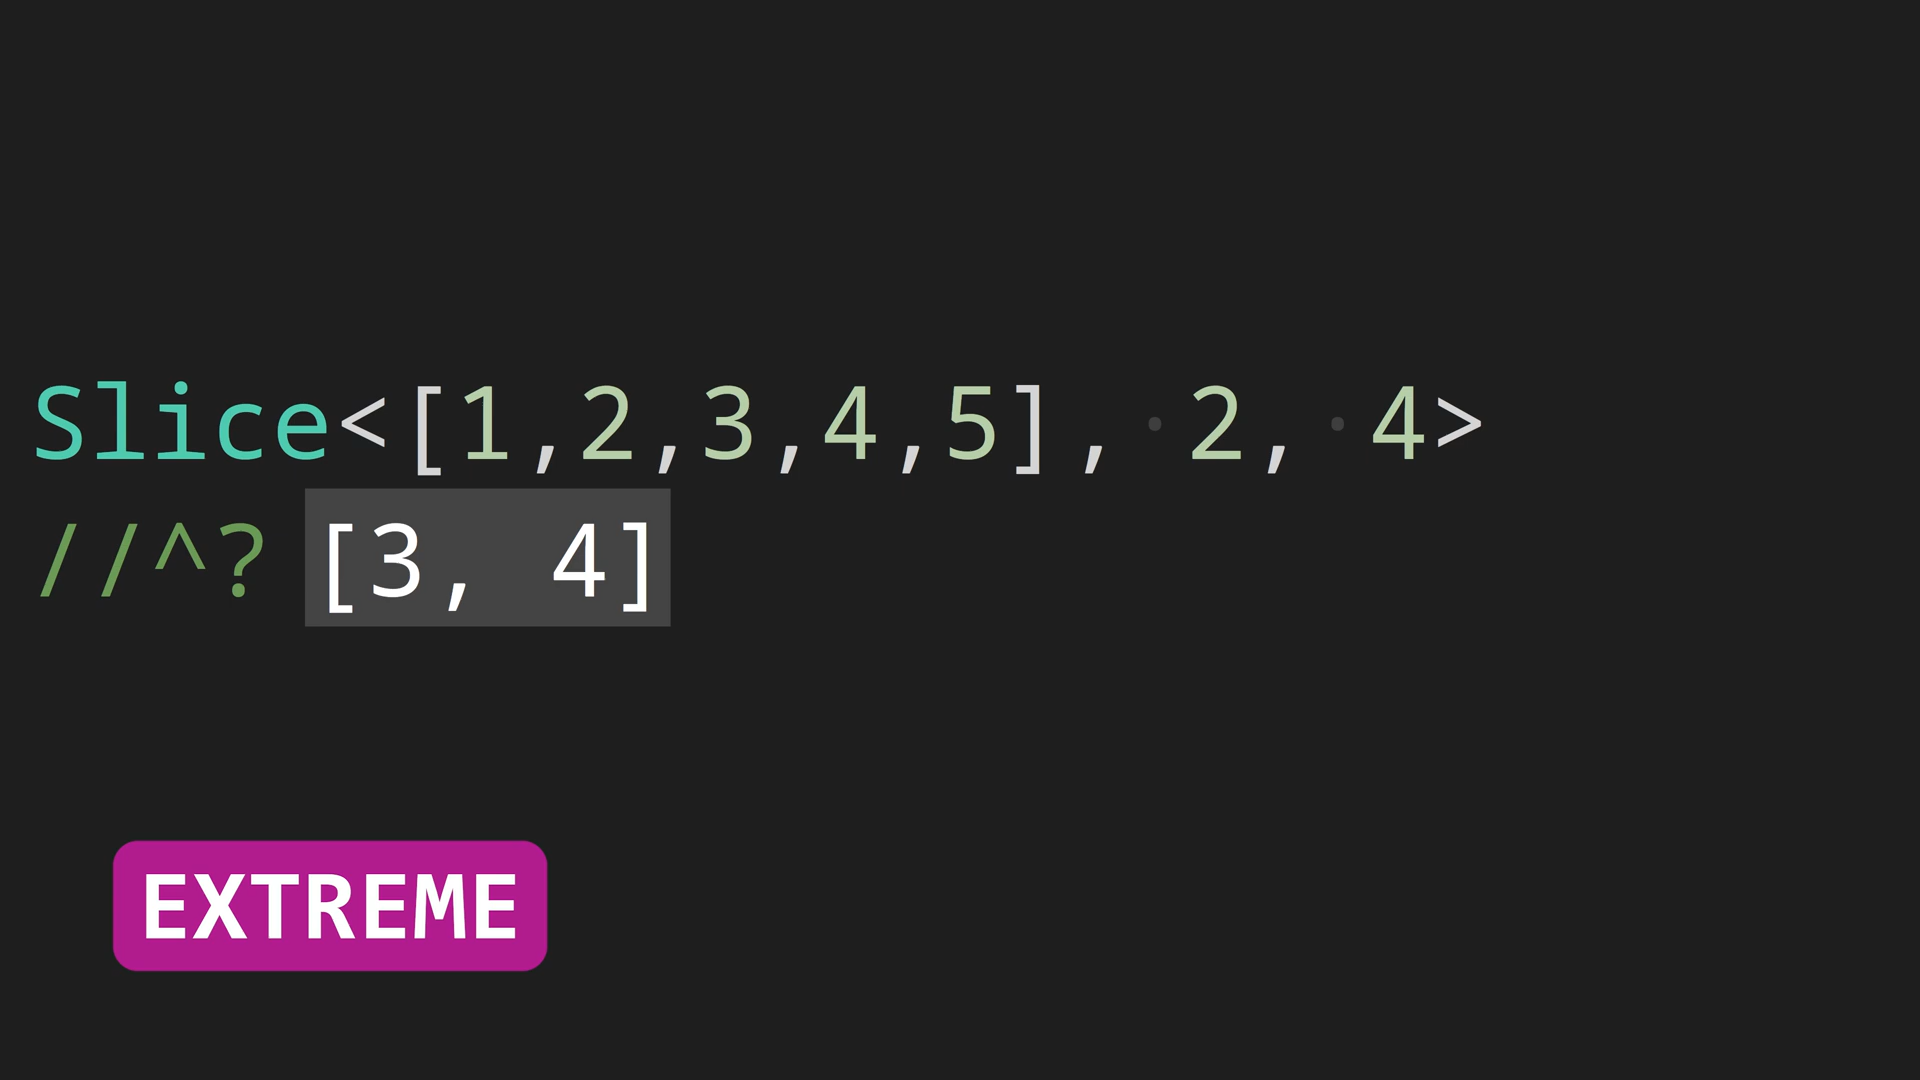 Slice<[1,2,3,4,5], 2, 4>
//^? [3, 4]
EXTREME